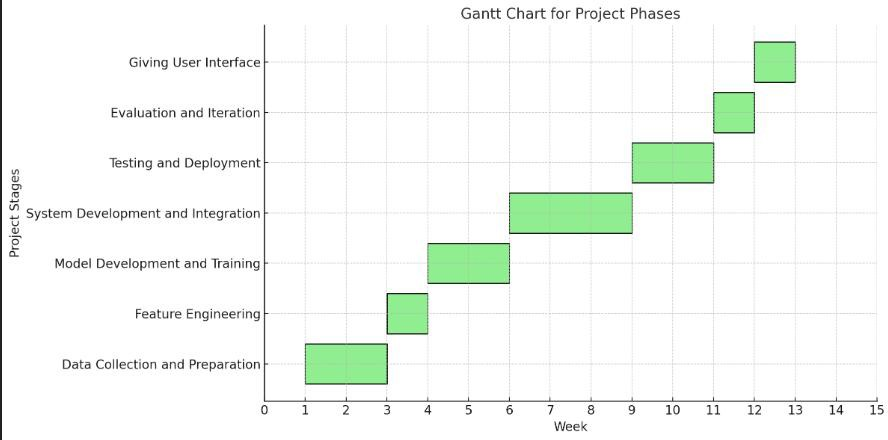 Gantt Chart for Project Phases
Project Stages
Giving User Interface
Evaluation and Iteration
Testing and Deployment
System Development and Integration
Model Development and Training
Feature Engineering
Data Collection and Preparation
0 1 2 3 4 5 6 7 8 9 10 11 12 13 14 15
Week